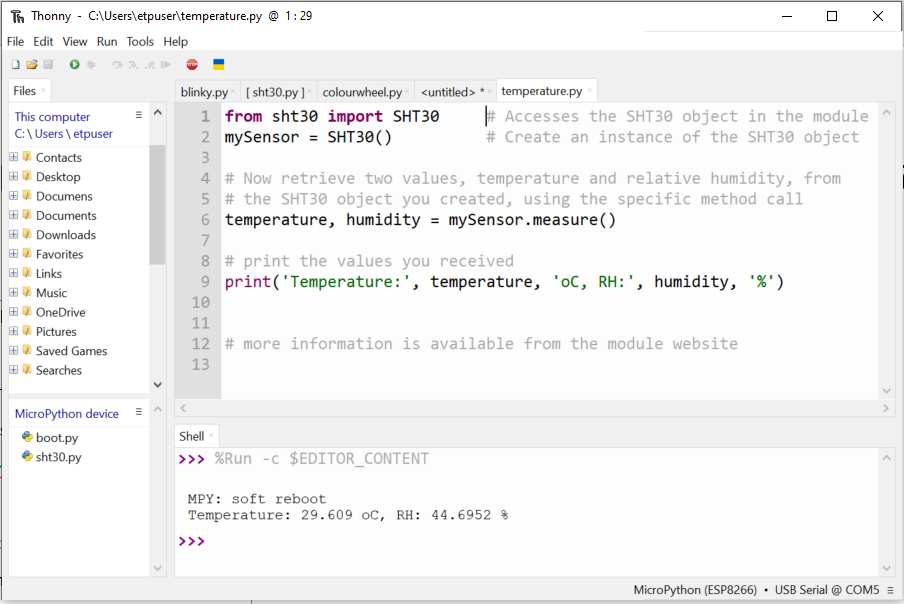 Thonny - C:\Users\etpuser\temperature.py @ 1:29
File Edit View Run Tools Help
STOP
Files
This computer
C: \ Users \ etpuser
Contacts
Desktop
Documens
Documents
Downloads
Favorites
Links
Music
OneDrive
Pictures
Saved Games
Searches
MicroPython device
boot.py
sht30.py
blinky.py [ sht30.py ] colourwheel.py <untitled> * temperature.py
1 from sht30 import SHT30 # Accesses the SHT30 object in the module
2 mySensor = SHT30() # Create an instance of the SHT30 object
3
4 # Now retrieve two values, temperature and relative humidity, from
5 # the SHT30 object you created, using the specific method call
6 temperature, humidity = mySensor.measure()
7
8 # print the values you received
9 print('Temperature:', temperature, 'oC, RH:', humidity, '%')
10
11
12 # more information is available from the module website
13
Shell
>>> %Run -c $EDITOR_CONTENT
MPY: soft reboot
Temperature: 29.609 oC, RH: 44.6952 %
>>>
MicroPython (ESP8266) • USB Serial @ COM5 ≡